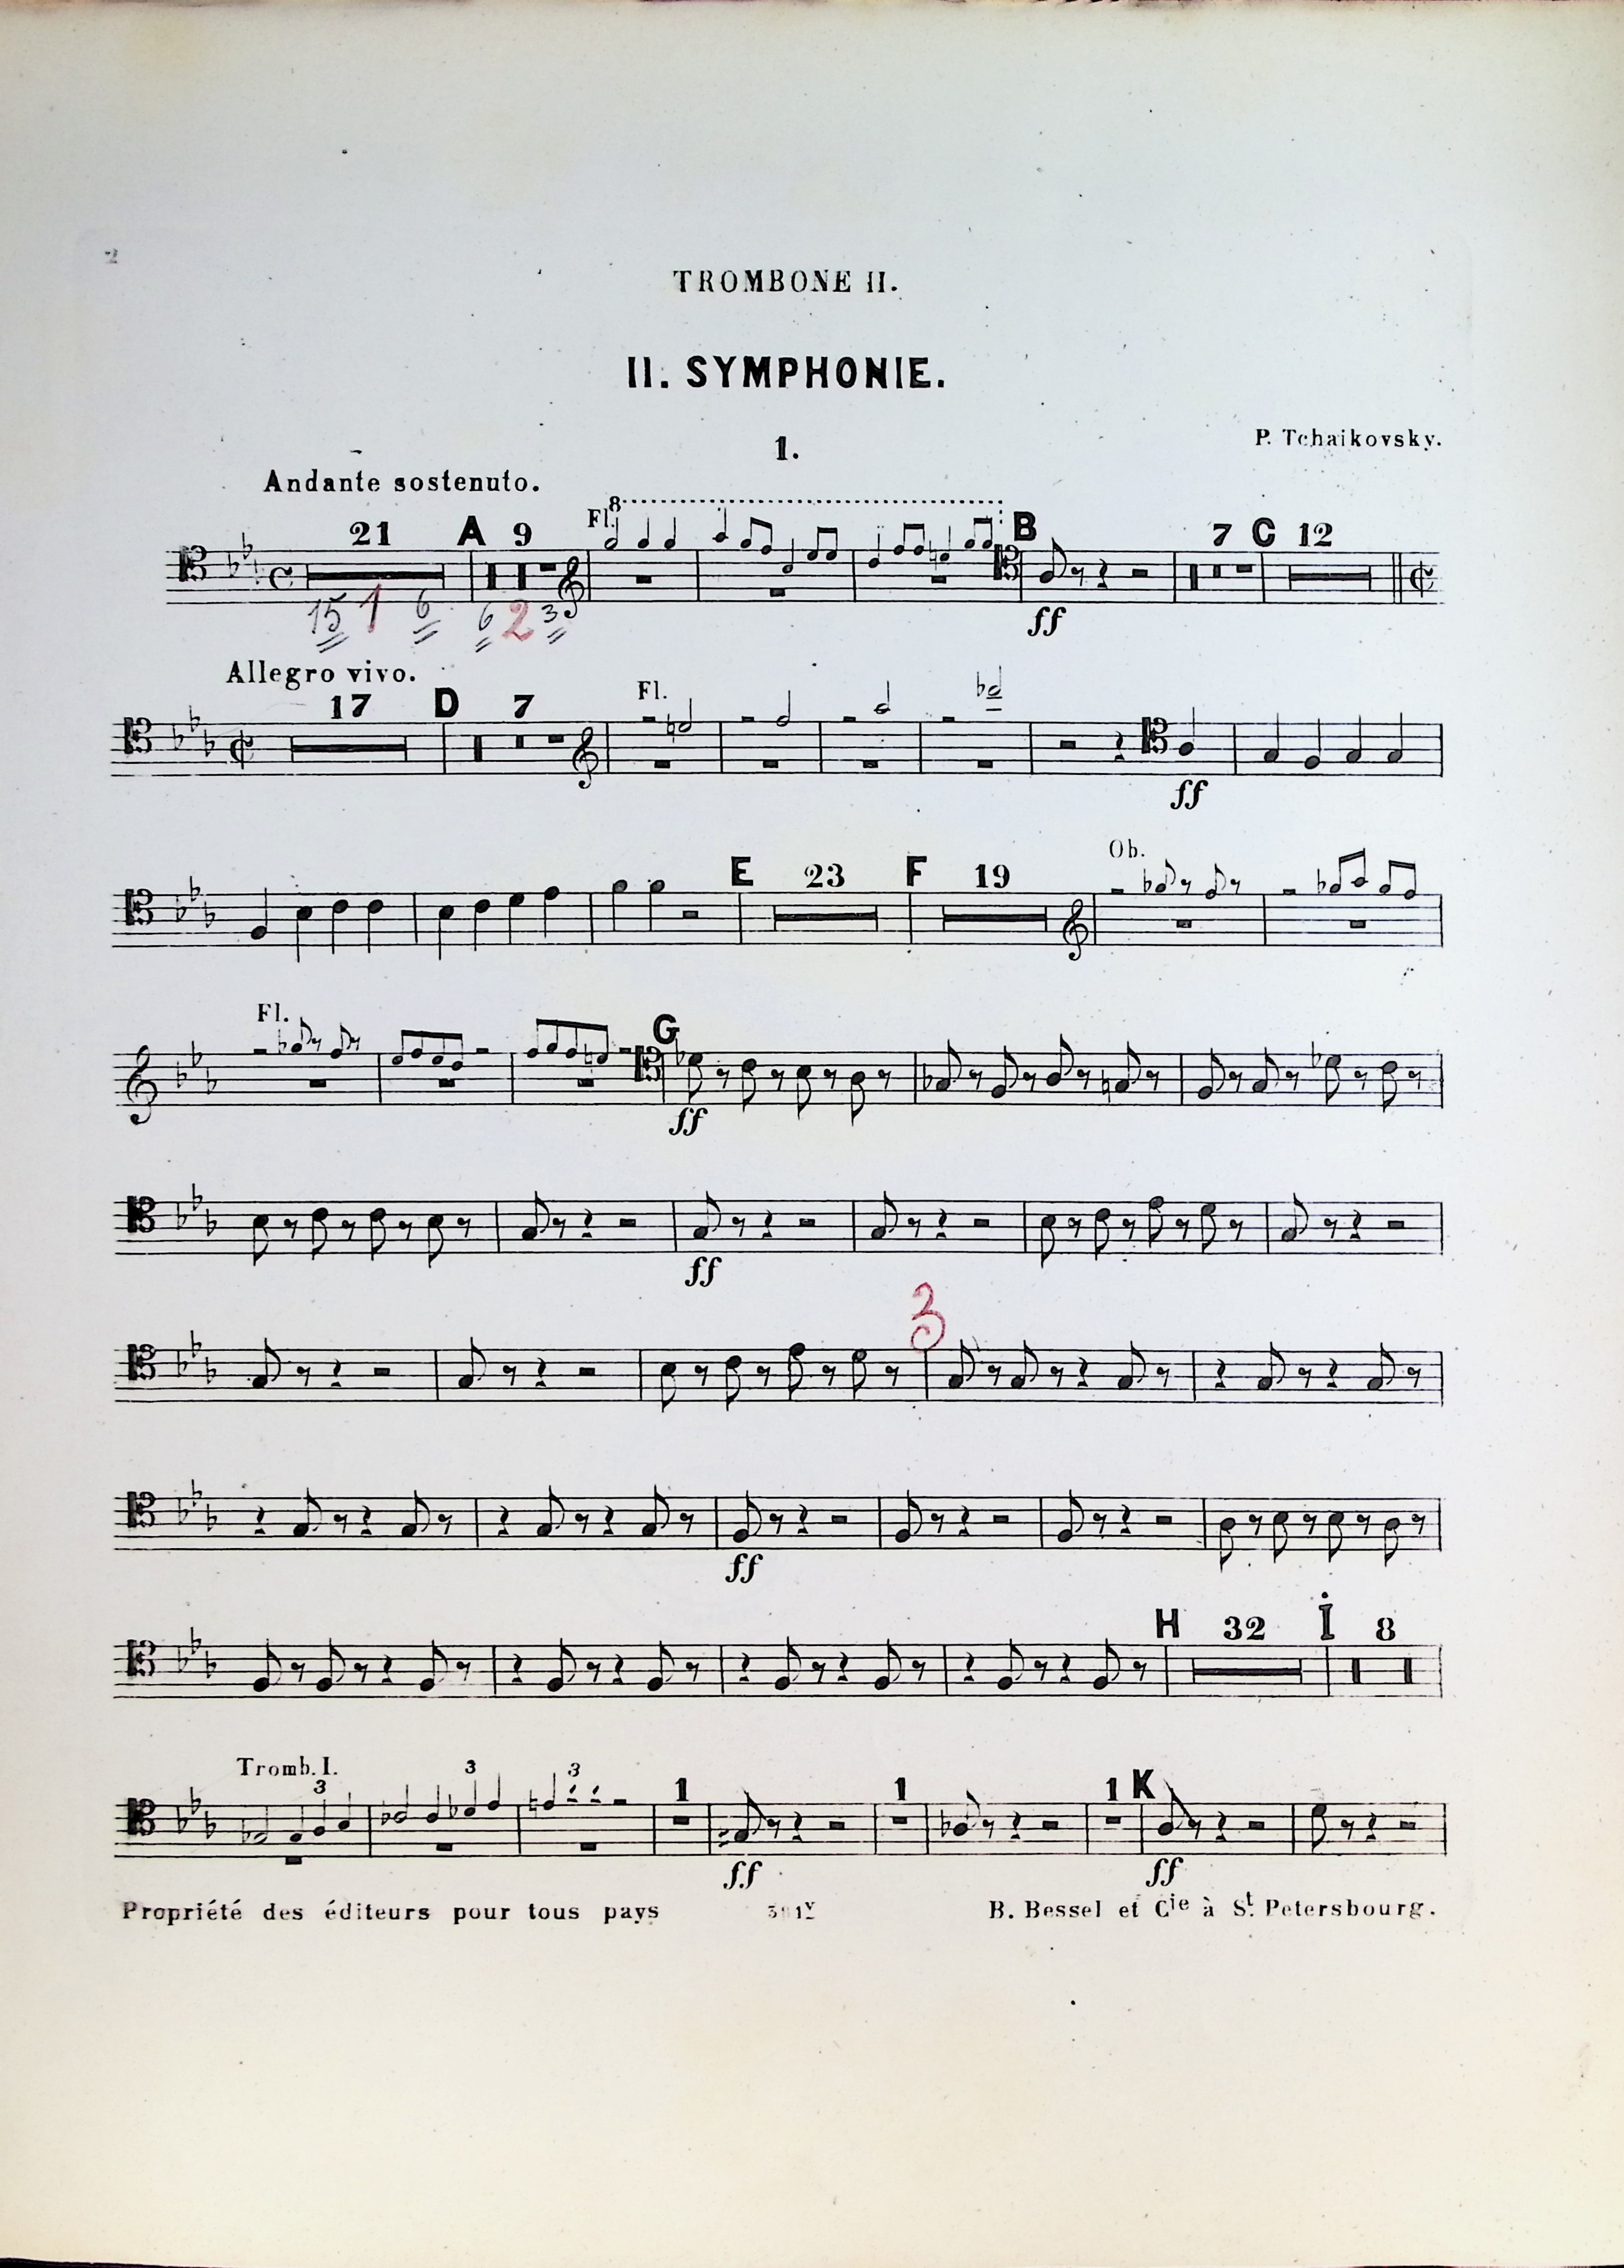 2
TROMBONE II.
II. SYMPHONIE.
1.
P. Tchaikovsky.
Andante sostenuto.
21 A 9 Fl. 8 B 7 C 12
15 1 6 6 2 3
ff
Allegro vivo.
17 D 7 Fl.
ff
E 23 F 19 Ob.
Fl. G
ff
ff
3
ff
H 32 I 8
Tromb. I.
3 3 3 1 1 1 K
ff ff
Propriété des éditeurs pour tous pays
B. Bessel et Cie à St. Petersbourg.